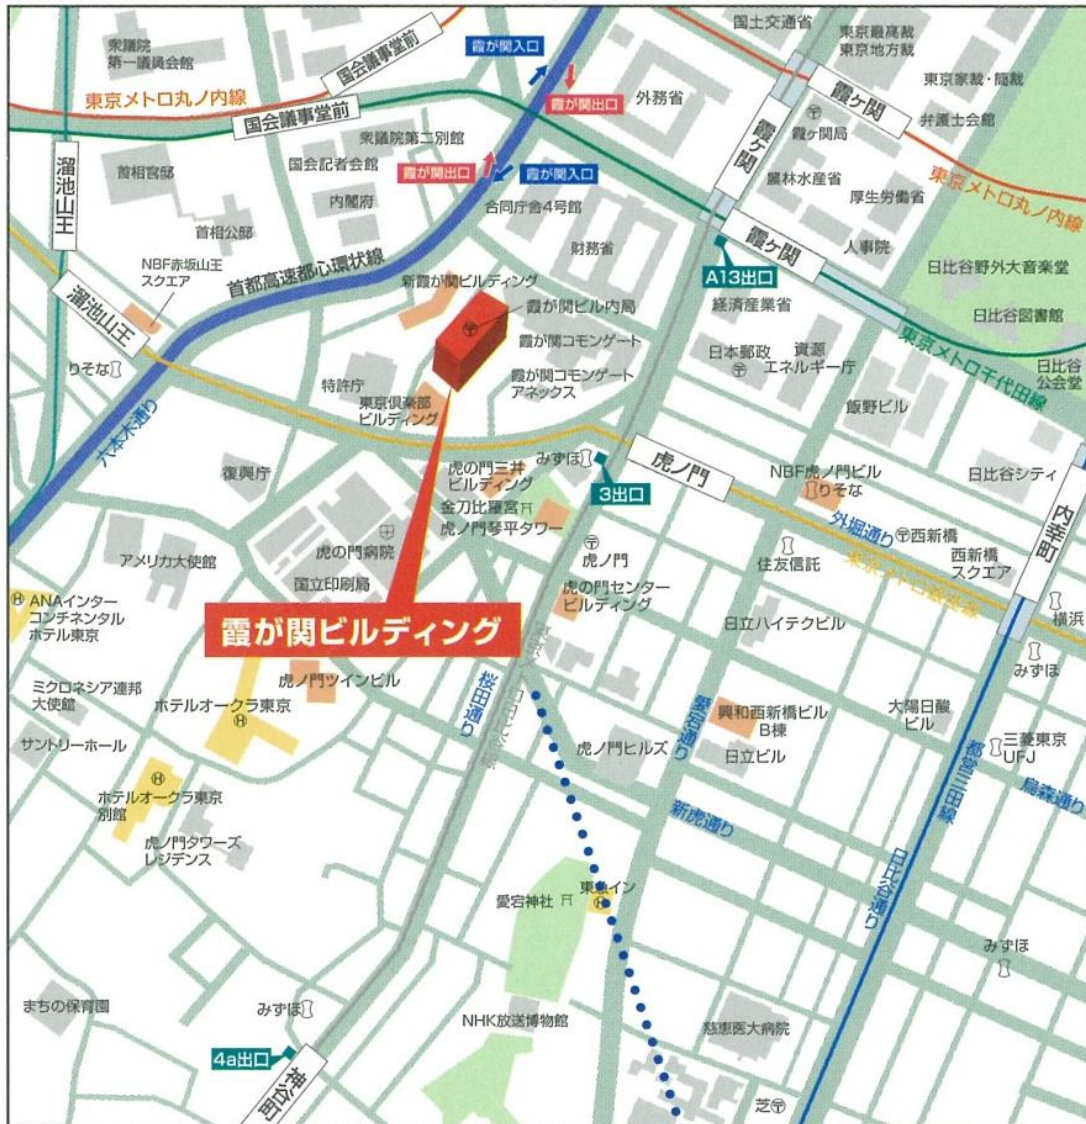 国土交通省
東京最高裁
東京地方裁
衆議院
第一議員会館
国会議事堂前
霞が関入口
東京家裁・簡裁
東京メトロ丸ノ内線
国会議事堂前
霞が関出口
外務省
霞ヶ関
霞ヶ関局
霞ヶ関
弁護士会館
衆議院第二別館
国会記者会館
首相官邸
霞が関出口
霞が関入口
農林水産省
厚生労働省
東京メトロ丸ノ内線
溜池山王
内閣府
合同庁舎4号館
首相公邸
財務省
霞ヶ関
人事院
NBF赤坂山王
スクエア
首都高速都心環状線
新霞が関ビルディング
A13出口
経済産業省
日比谷野外大音楽堂
日比谷図書館
溜池山王
霞が関ビル内局
霞が関コモンゲート
日本郵政
資源
エネルギー庁
東京メトロ千代田線
日比谷
公会堂
りそな
特許庁
東京倶楽部
ビルディング
霞が関コモンゲート
アネックス
飯野ビル
六本木通り
復興庁
虎の門三井
ビルディング
みずほ
3出口
虎ノ門
NBF虎ノ門ビル
りそな
日比谷シティ
内幸町
金刀比羅宮
虎ノ門琴平タワー
外堀通り
西新橋
アメリカ大使館
虎の門病院
国立印刷局
虎ノ門
住友信託
西新橋
スクエア
東京メトロ銀座線
ANAインター
コンチネンタル
ホテル東京
霞が関ビルディング
虎の門センター
ビルディング
日立ハイテクビル
横浜
みずほ
ミクロネシア連邦
大使館
虎ノ門ツインビル
ホテルオークラ東京
桜田通り
愛宕通り
興和西新橋ビル
B棟
大陽日酸
ビル
サントリーホール
虎ノ門ヒルズ
日立ビル
都営三田線
三菱東京
UFJ
烏森通り
ホテルオークラ東京
別館
虎ノ門タワーズ
レジデンス
新虎通り
日比谷通り
愛宕神社
東急イン
みずほ
まちの保育園
みずほ
NHK放送博物館
慈恵医大病院
4a出口
神谷町
芝